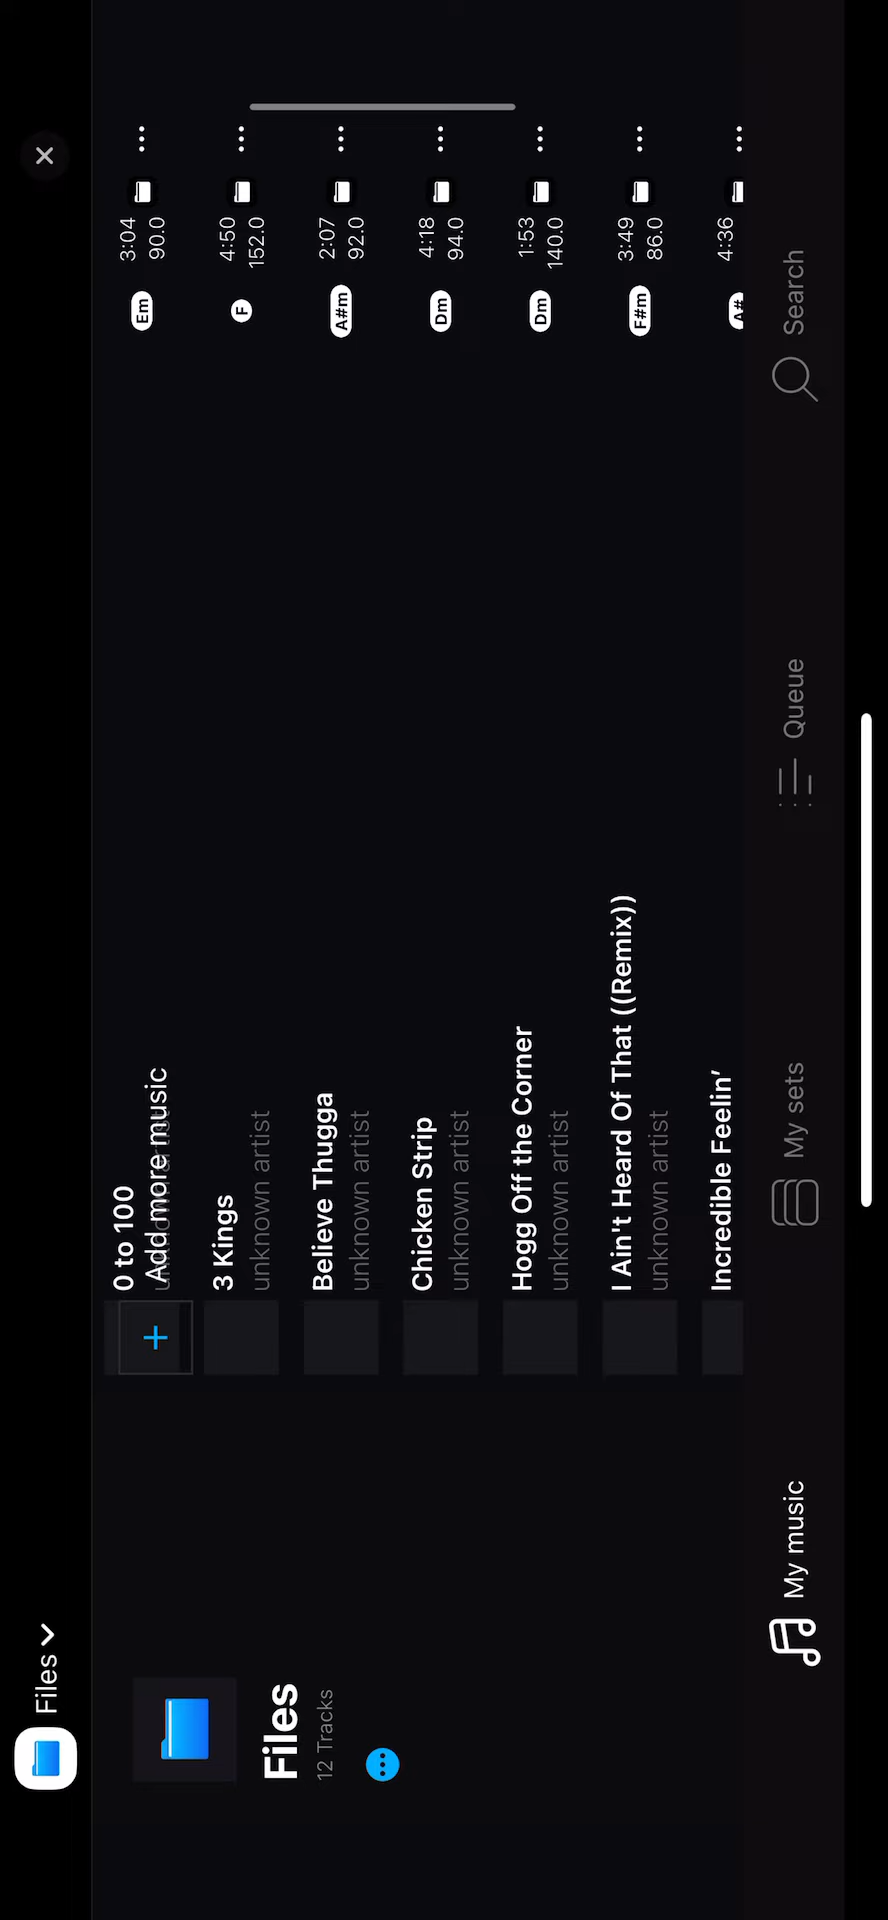 Files
Files
12 Tracks
Add more music
0 to 100
unknown artist
Em
3:04
90.0
3 Kings
unknown artist
F
4:50
152.0
Believe Thugga
unknown artist
A#m
2:07
92.0
Chicken Strip
unknown artist
Dm
4:18
94.0
Hogg Off the Corner
unknown artist
Dm
1:53
140.0
I Ain't Heard Of That ((Remix))
unknown artist
F#m
3:49
86.0
Incredible Feelin'
A#
4:36
My music
My sets
Queue
Search